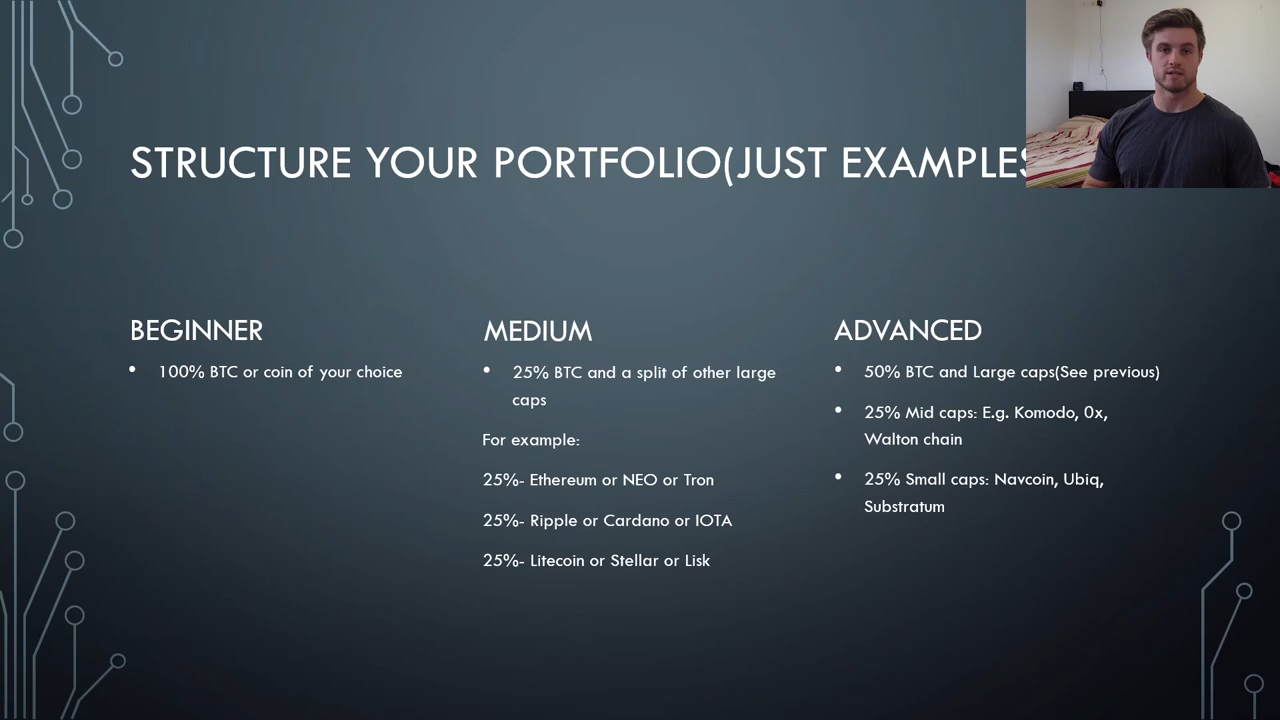 STRUCTURE YOUR PORTFOLIO(JUST EXAMPLES
BEGINNER
• 100% BTC or coin of your choice
MEDIUM
• 25% BTC and a split of other large
caps
For example:
25%- Ethereum or NEO or Tron
25%- Ripple or Cardano or IOTA
25%- Litecoin or Stellar or Lisk
ADVANCED
• 50% BTC and Large caps(See previous)
• 25% Mid caps: E.g. Komodo, 0x,
Walton chain
• 25% Small caps: Navcoin, Ubiq,
Substratum